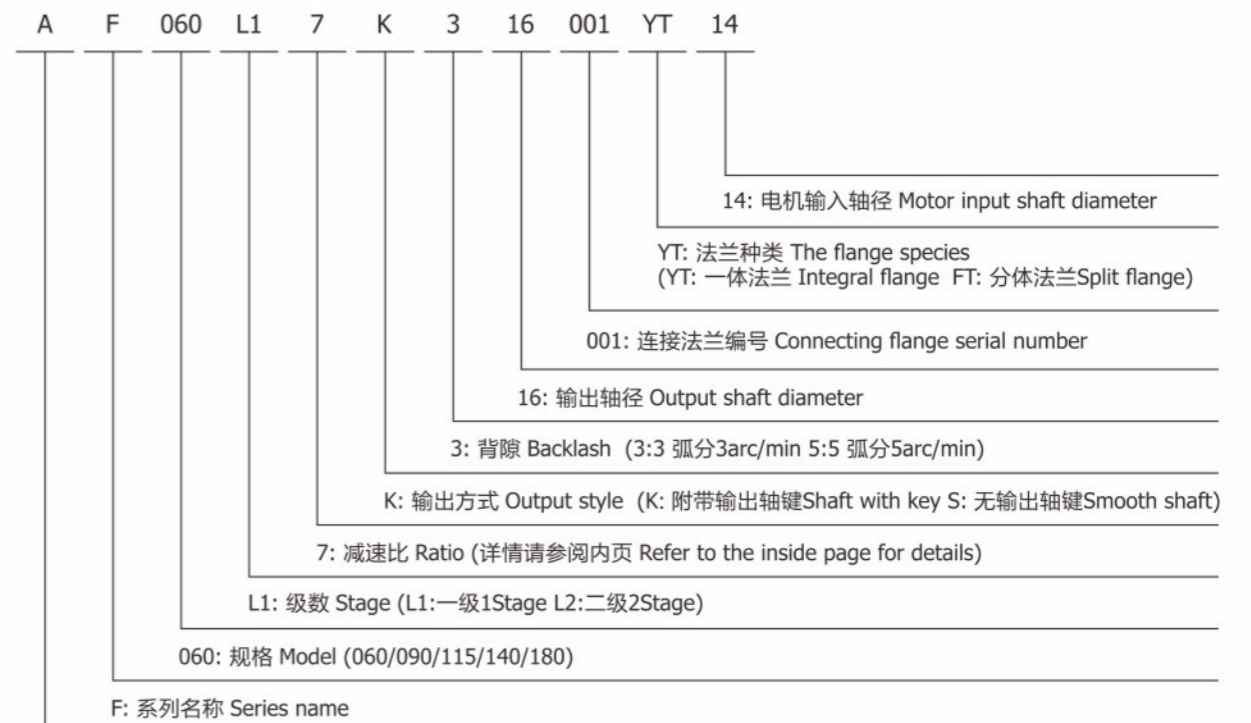 A F 060 L1 7 K 3 16 001 YT 14
14: 电机输入轴径 Motor input shaft diameter
YT: 法兰种类 The flange species
(YT: 一体法兰 Integral flange FT: 分体法兰Split flange)
001: 连接法兰编号 Connecting flange serial number
16: 输出轴径 Output shaft diameter
3: 背隙 Backlash (3:3 弧分3arc/min 5:5 弧分5arc/min)
K: 输出方式 Output style (K: 附带输出轴键Shaft with key S: 无输出轴键Smooth shaft)
7: 减速比 Ratio (详情请参阅内页 Refer to the inside page for details)
L1: 级数 Stage (L1:一级1Stage L2:二级2Stage)
060: 规格 Model (060/090/115/140/180)
F: 系列名称 Series name